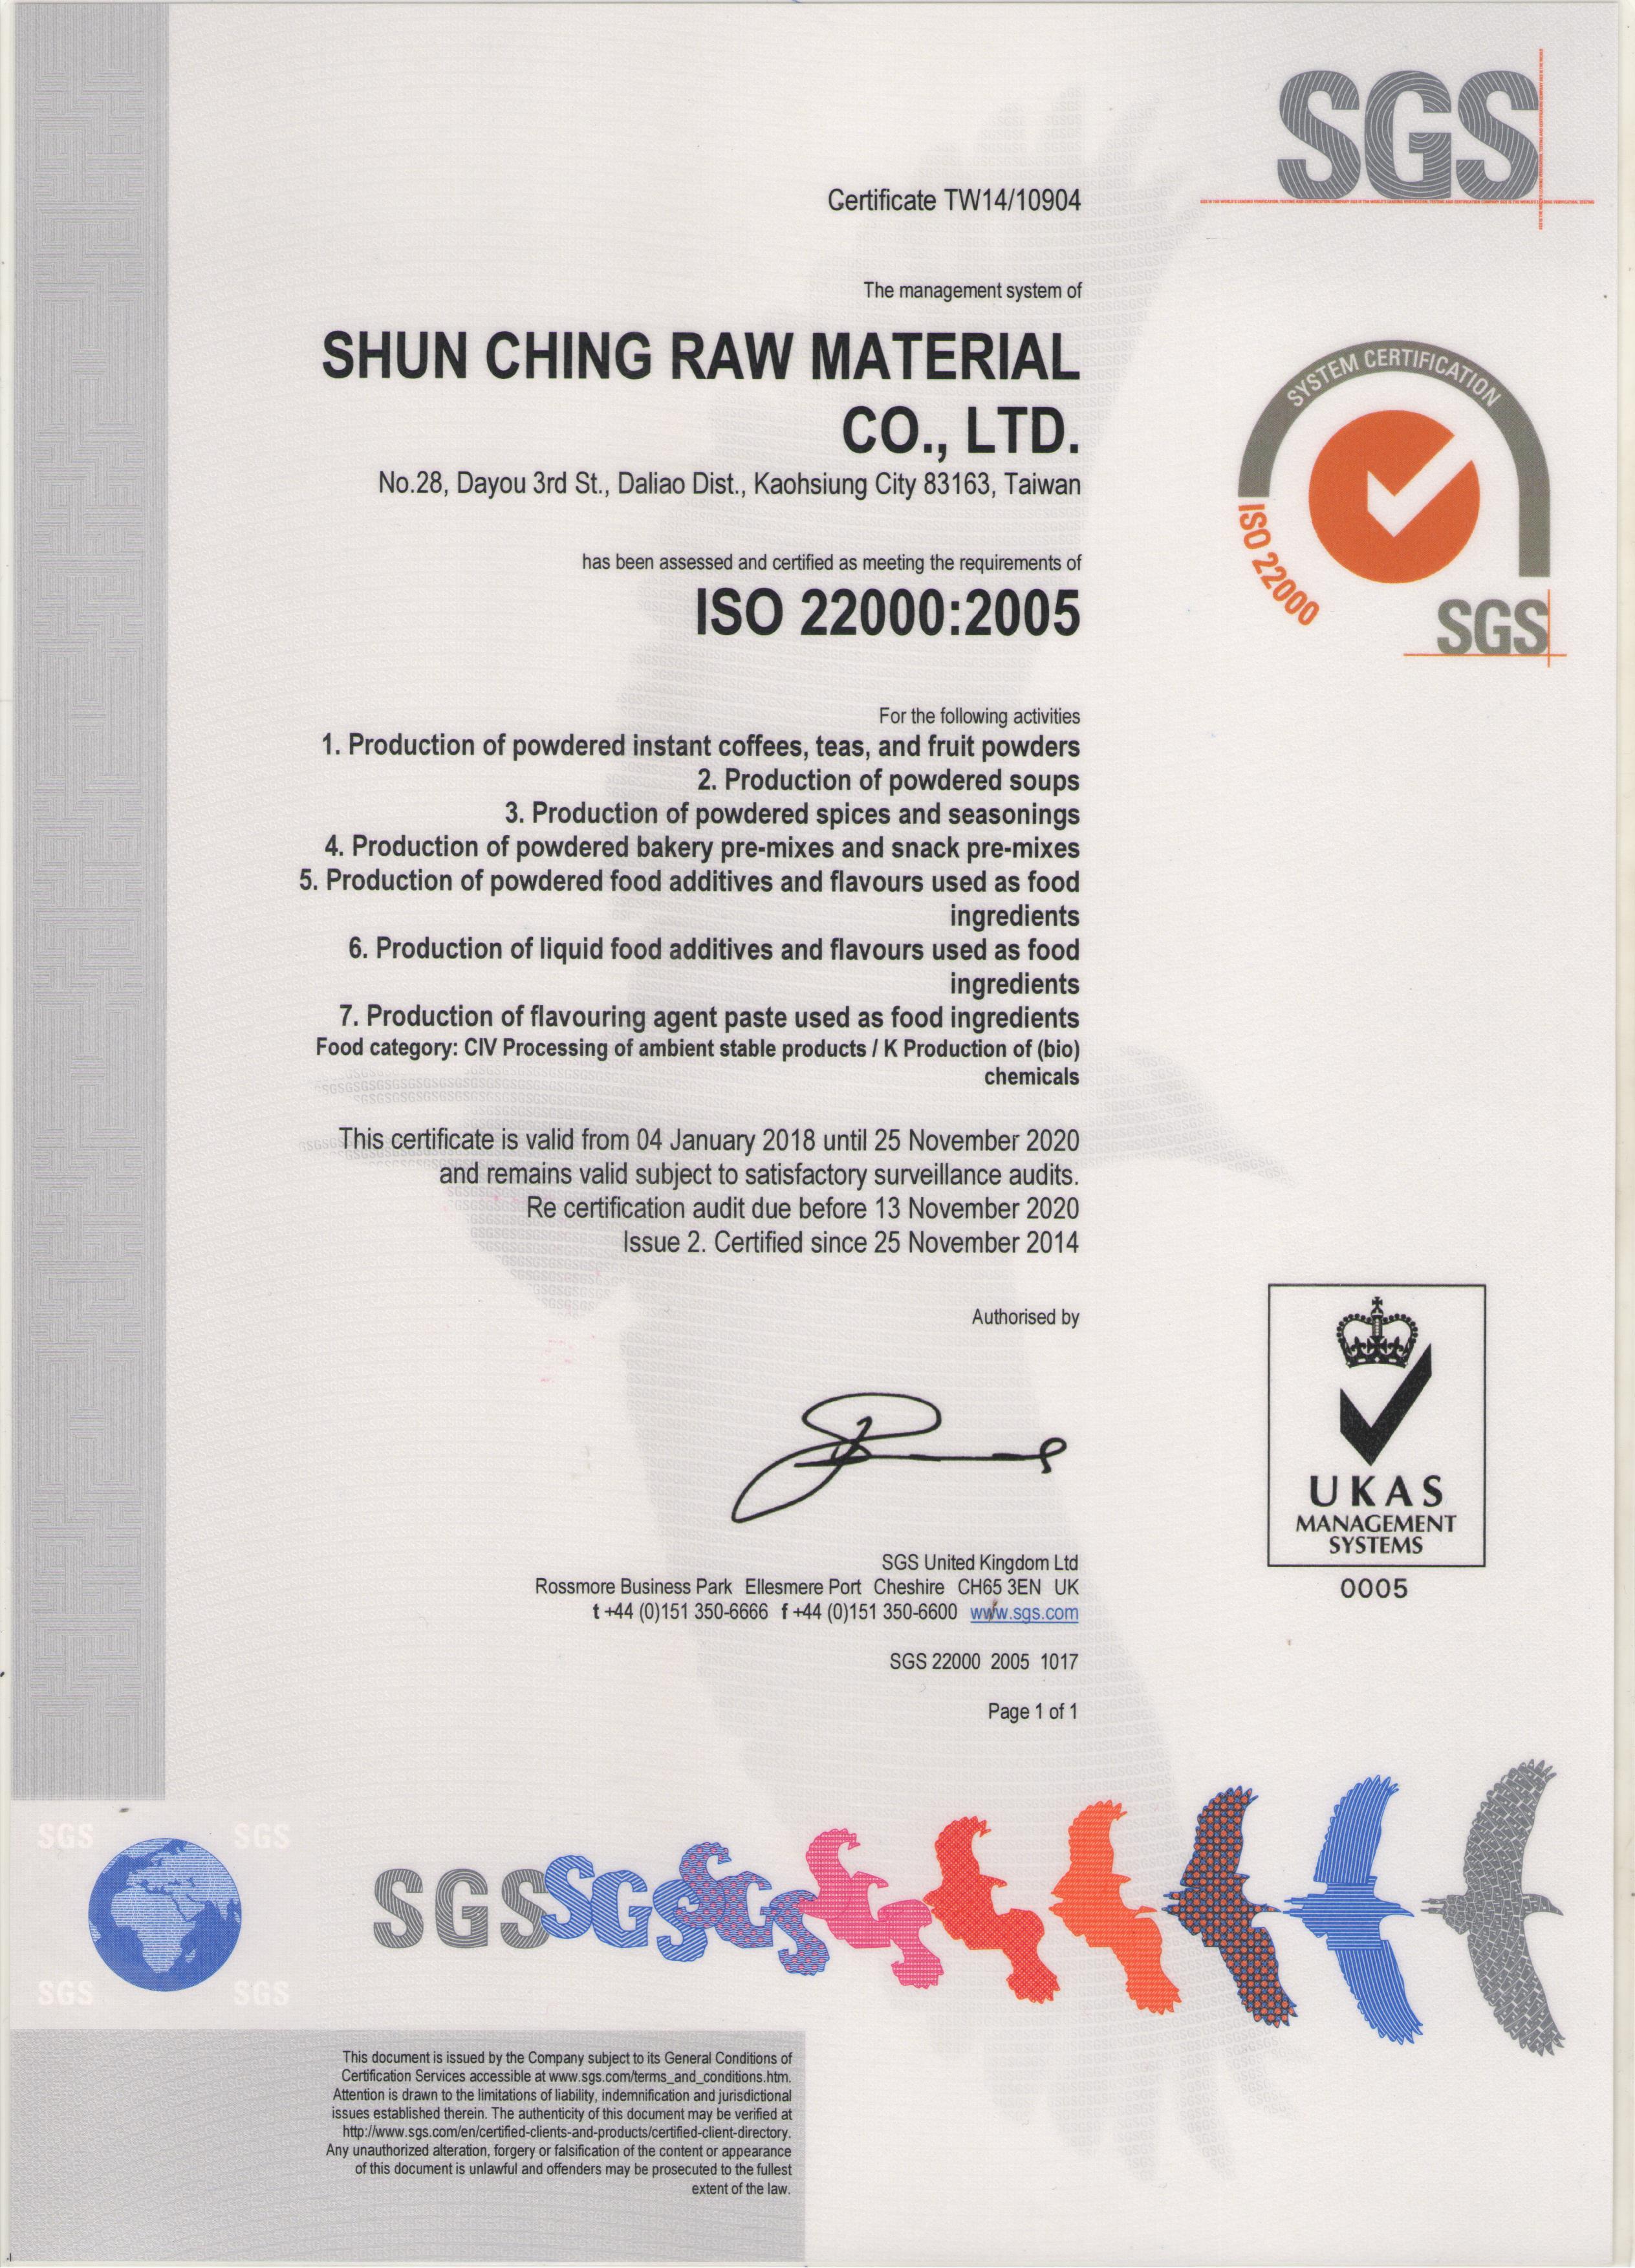 SGS
Certificate TW14/10904
The management system of
SHUN CHING RAW MATERIAL
CO., LTD.
No.28, Dayou 3rd St., Daliao Dist., Kaohsiung City 83163, Taiwan
has been assessed and certified as meeting the requirements of
ISO 22000:2005
SYSTEM CERTIFICATION
ISO 22000
SGS
For the following activities
1. Production of powdered instant coffees, teas, and fruit powders
2. Production of powdered soups
3. Production of powdered spices and seasonings
4. Production of powdered bakery pre-mixes and snack pre-mixes
5. Production of powdered food additives and flavours used as food
ingredients
6. Production of liquid food additives and flavours used as food
ingredients
7. Production of flavouring agent paste used as food ingredients
Food category: CIV Processing of ambient stable products / K Production of (bio)
chemicals
This certificate is valid from 04 January 2018 until 25 November 2020
and remains valid subject to satisfactory surveillance audits.
Re certification audit due before 13 November 2020
Issue 2. Certified since 25 November 2014
Authorised by
UKAS
MANAGEMENT
SYSTEMS
0005
SGS United Kingdom Ltd
Rossmore Business Park Ellesmere Port Cheshire CH65 3EN UK
t +44 (0)151 350-6666 f +44 (0)151 350-6600 www.sgs.com
SGS 22000 2005 1017
Page 1 of 1
SGS SGS
SGS SGS SGS
SGS SGS
This document is issued by the Company subject to its General Conditions of
Certification Services accessible at www.sgs.com/terms_and_conditions.htm.
Attention is drawn to the limitations of liability, indemnification and jurisdictional
issues established therein. The authenticity of this document may be verified at
http://www.sgs.com/en/certified-clients-and-products/certified-client-directory.
Any unauthorized alteration, forgery or falsification of the content or appearance
of this document is unlawful and offenders may be prosecuted to the fullest
extent of the law.